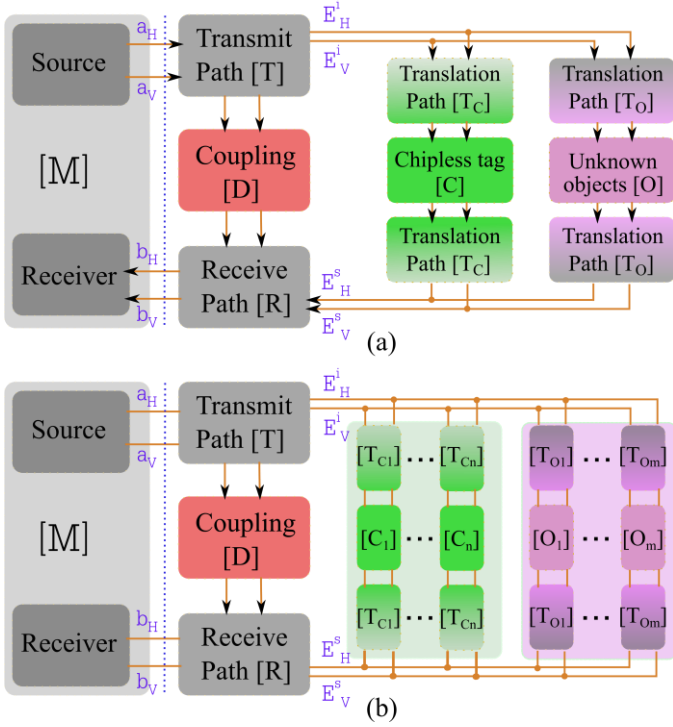 a_H
Source
a_V
[M]
b_H
Receiver
b_V
Transmit
Path [T]
Coupling
[D]
Receive
Path [R]
E^i_H
E^i_V
E^s_H
E^s_V
Translation
Path [T_C]
Chipless tag
[C]
Translation
Path [T_C]
Translation
Path [T_O]
Unknown
objects [O]
Translation
Path [T_O]
(a)
a_H
Source
a_V
[M]
b_H
Receiver
b_V
Transmit
Path [T]
Coupling
[D]
Receive
Path [R]
E^i_H
E^i_V
E^s_H
E^s_V
[T_C1] ... [T_Cn]
[C_1] ... [C_n]
[T_C1] ... [T_Cn]
[T_O1] ... [T_Om]
[O_1] ... [O_m]
[T_O1] ... [T_Om]
(b)